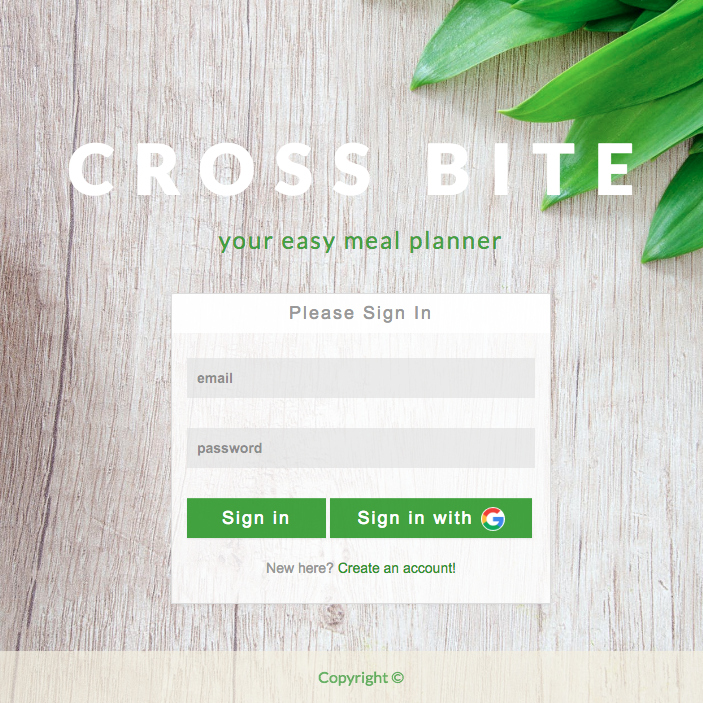 CROSS BITE
your easy meal planner
Please Sign In
email
password
Sign in
Sign in with G
New here? Create an account!
Copyright ©